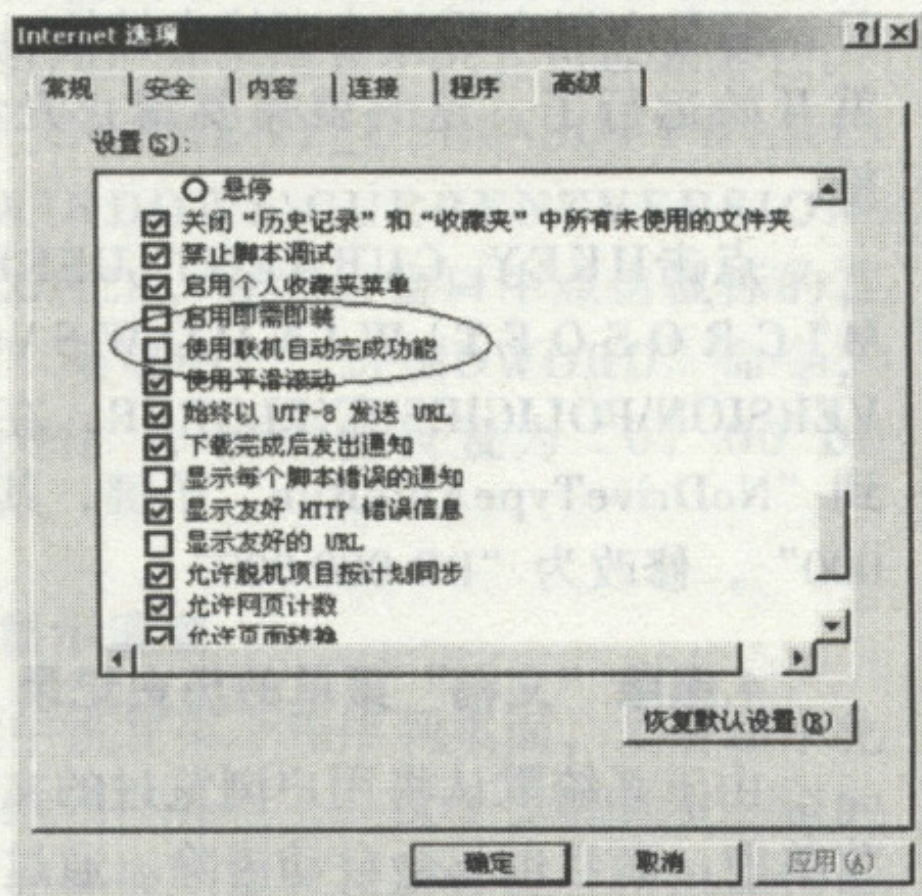 Internet 选项
常规 安全 内容 连接 程序 高级
设置(S):
悬停
关闭“历史记录”和“收藏夹”中所有未使用的文件夹
禁止脚本调试
启用个人收藏夹菜单
启用即需即装
使用联机自动完成功能
使用平滑滚动
始终以 UTF-8 发送 URL
下载完成后发出通知
显示每个脚本错误的通知
显示友好 HTTP 错误信息
显示友好的 URL
允许脱机项目按计划同步
允许网页计数
允许页面转换
恢复默认设置(R)
确定 取消 应用(A)